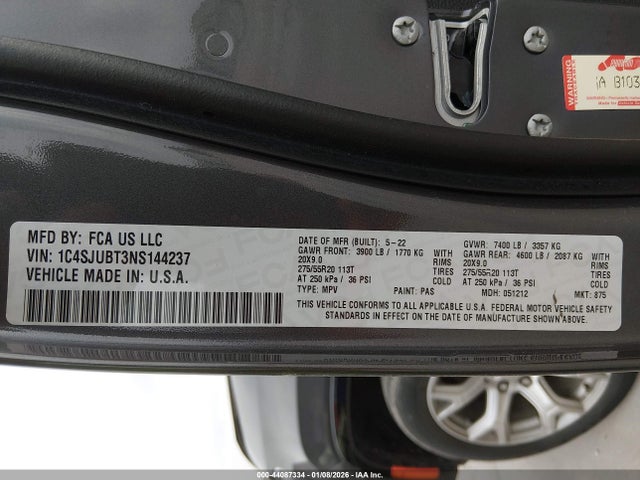 WARNING
iA B103
MFD BY: FCA US LLC
VIN: 1C4SJUBT3NS144237
VEHICLE MADE IN: U.S.A.
DATE OF MFR (BUILT): 5-22 GVWR: 7400 LB / 3357 KG
GAWR FRONT: 3900 LB / 1770 KG WITH GAWR REAR: 4600 LB / 2087 KG WITH
20X9.0 RIMS 20X9.0 RIMS
275/55R20 113T TIRES 275/55R20 113T TIRES
AT 250 kPa / 36 PSI COLD AT 250 kPa / 36 PSI COLD
TYPE: MPV PAINT: PAS MDH: 051212 MKT: 875
THIS VEHICLE CONFORMS TO ALL APPLICABLE U.S.A. FEDERAL MOTOR VEHICLE SAFETY
STANDARDS IN EFFECT ON THE DATE OF MANUFACTURE SHOWN ABOVE.
000-44087334 - 01/08/2026 - IAA Inc.